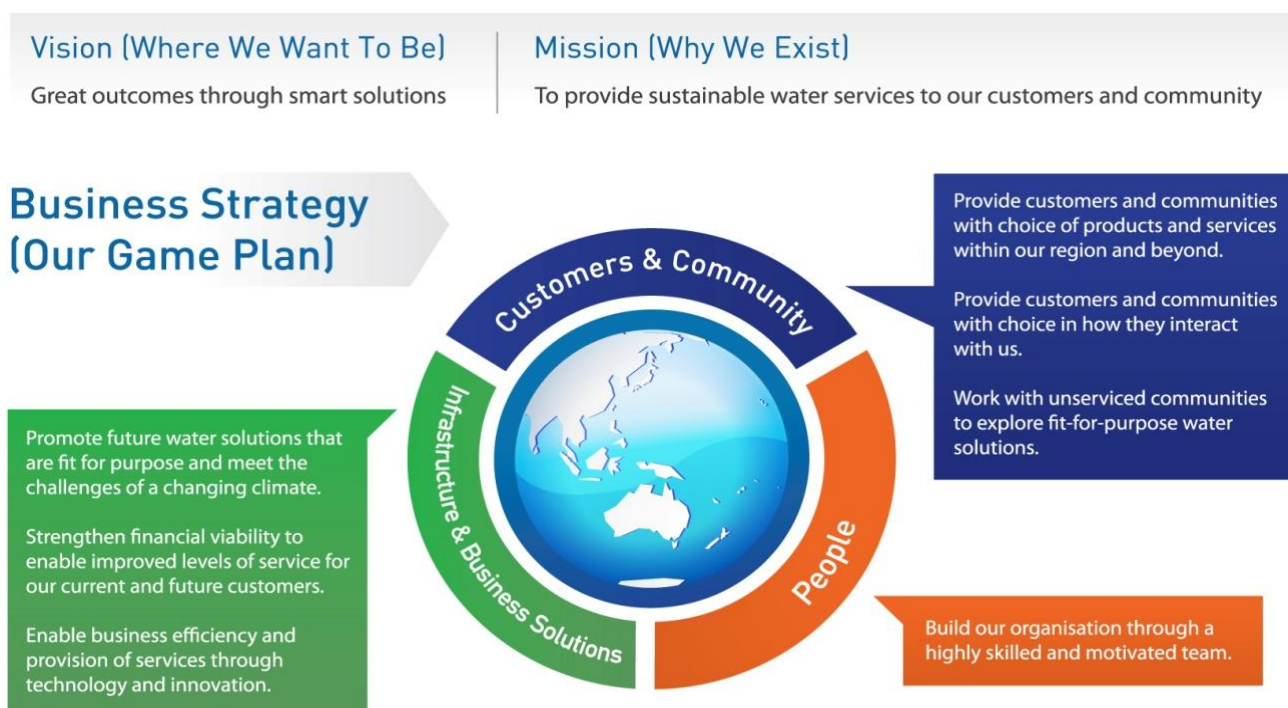 Vision (Where We Want To Be)
Great outcomes through smart solutions
Mission (Why We Exist)
To provide sustainable water services to our customers and community
Business Strategy
(Our Game Plan)
Customers & Community
Provide customers and communities
with choice of products and services
within our region and beyond.
Provide customers and communities
with choice in how they interact
with us.
Work with unserviced communities
to explore fit-for-purpose water
solutions.
Infrastructure & Business Solutions
Promote future water solutions that
are fit for purpose and meet the
challenges of a changing climate.
Strengthen financial viability to
enable improved levels of service for
our current and future customers.
Enable business efficiency and
provision of services through
technology and innovation.
People
Build our organisation through a
highly skilled and motivated team.